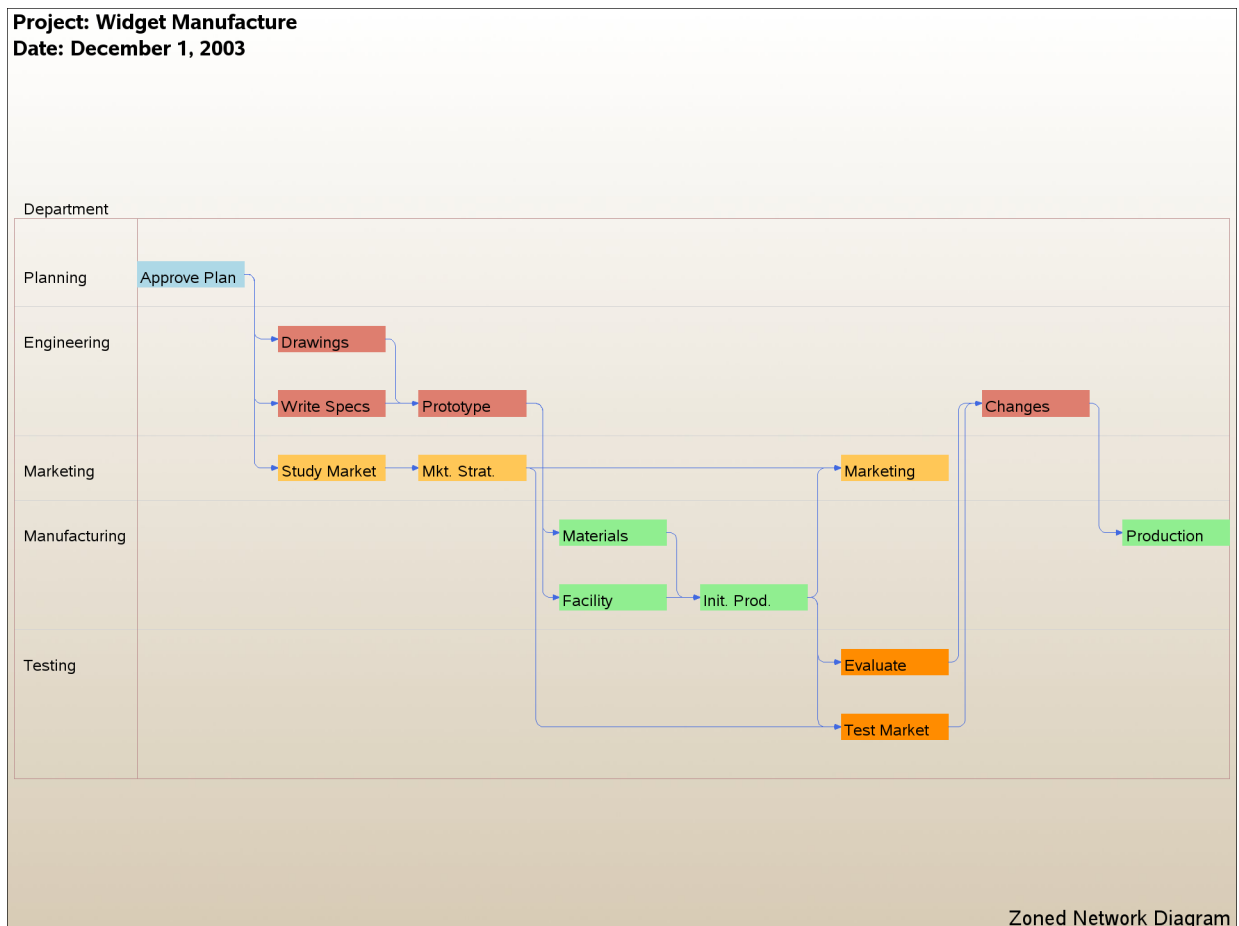 Project: Widget Manufacture
Date: December 1, 2003
Department
Planning
Approve Plan
Engineering
Drawings
Write Specs
Prototype
Changes
Marketing
Study Market
Mkt. Strat.
Marketing
Manufacturing
Materials
Production
Facility
Init. Prod.
Testing
Evaluate
Test Market
Zoned Network Diagram